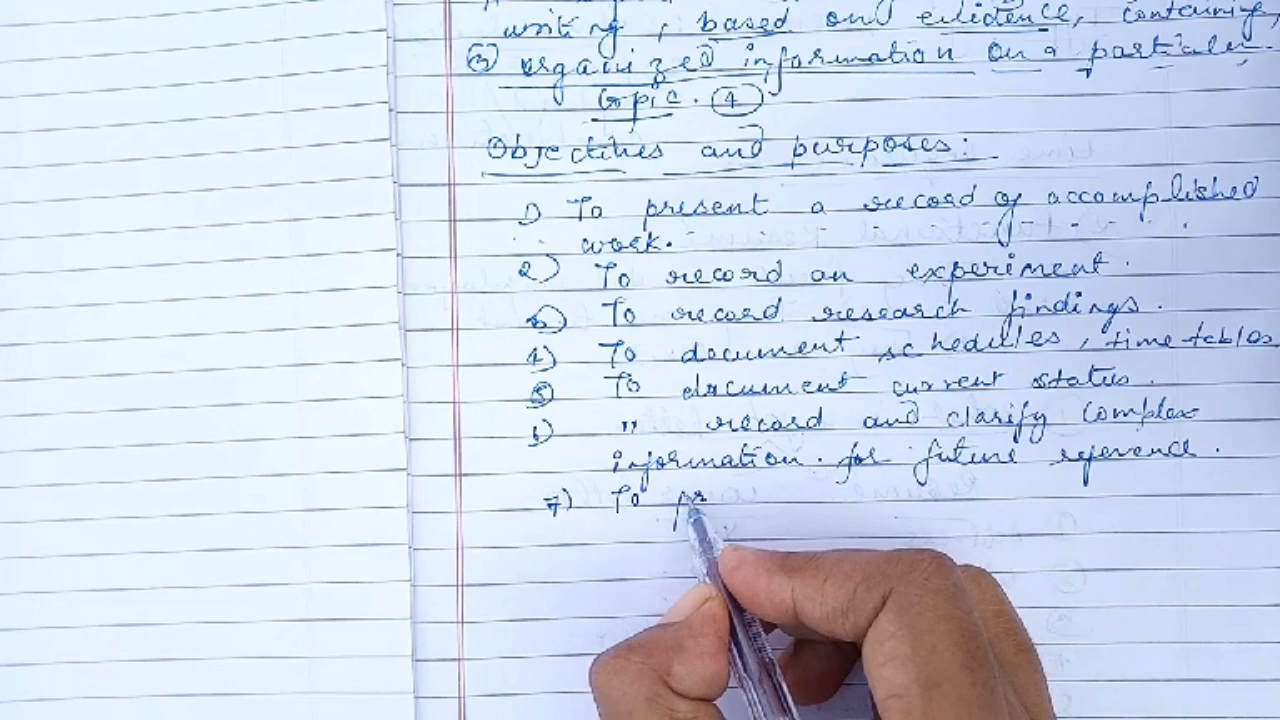 writing, based on evidence, containing,
③ organized information on a particular
topic. ④
Objectives and purposes:
1) To present a record of accomplished
work.
2) To record an experiment.
3) To record research findings.
4) To document schedules, time-tables
5) To document current status.
6) " record and clarify complex
information. for future reference.
7) To pr